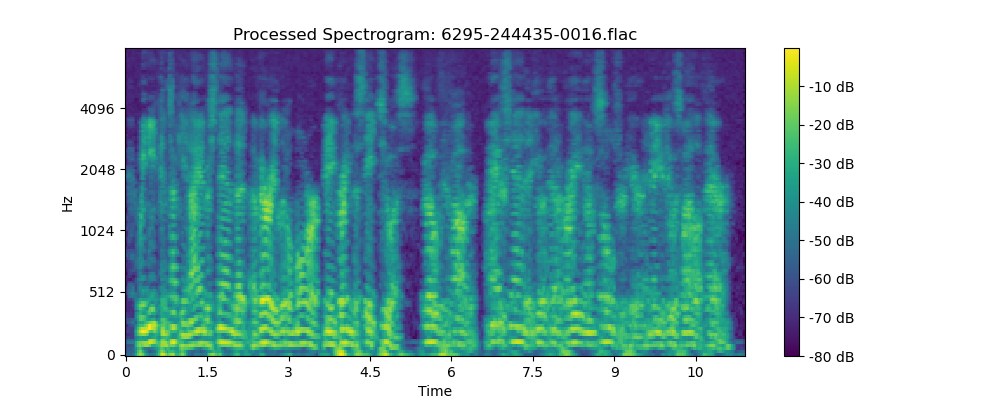 Processed Spectrogram: 6295-244435-0016.flac
4096
2048
1024
512
0
Hz
0 1.5 3 4.5 6 7.5 9 10
Time
-10 dB
-20 dB
-30 dB
-40 dB
-50 dB
-60 dB
-70 dB
-80 dB